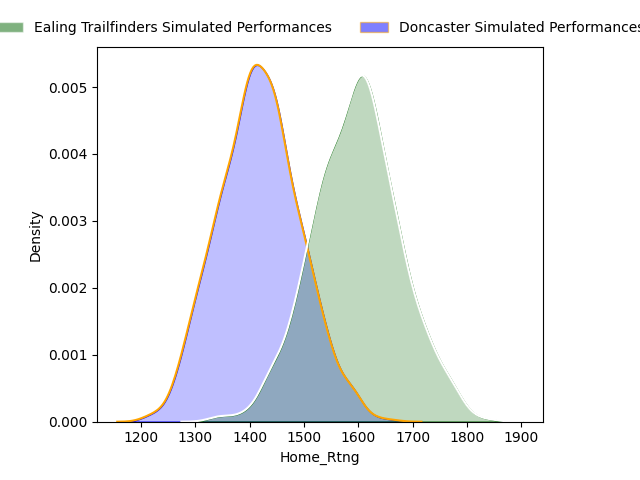 Ealing Trailfinders Simulated Performances
Doncaster Simulated Performances
Density
0.005
0.004
0.003
0.002
0.001
0.000
1200 1300 1400 1500 1600 1700 1800 1900
Home_Rtng